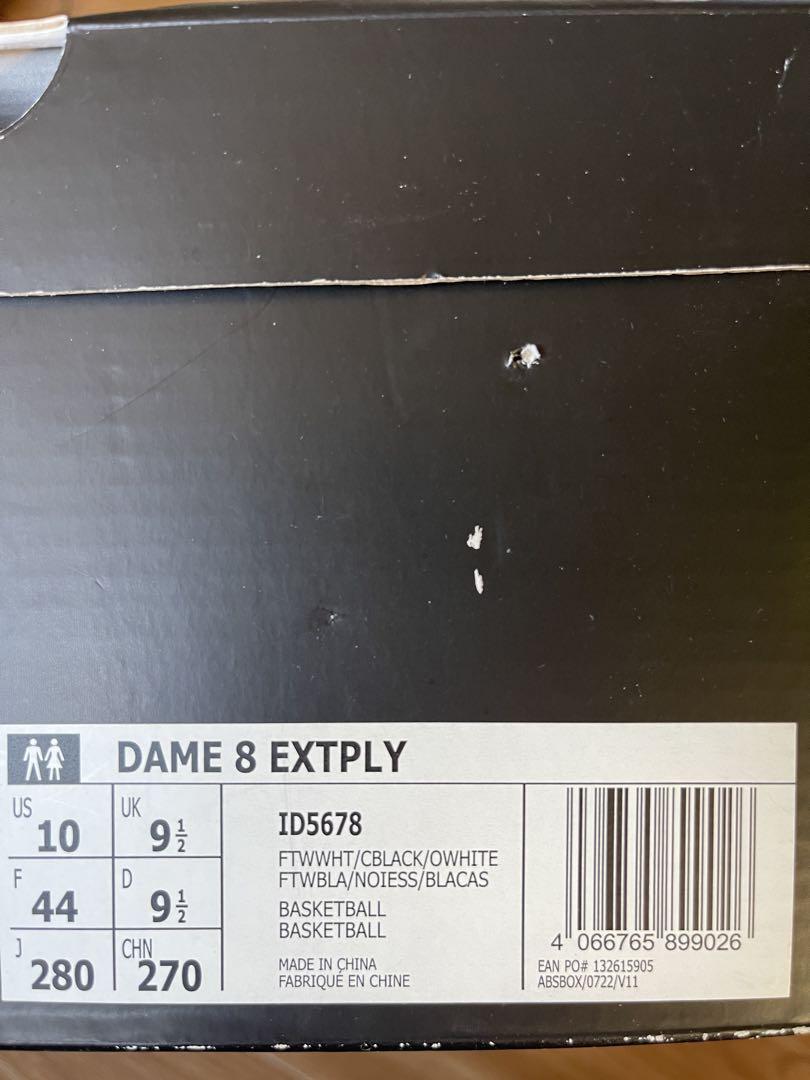 DAME 8 EXTPLY
US 10
UK 9 ½
F 44
D 9 ½
J 280
CHN 270
ID5678
FTWWHT/CBLACK/OWHITE
FTWBLA/NOIESS/BLACAS
BASKETBALL
BASKETBALL
MADE IN CHINA
FABRIQUÉ EN CHINE
4 066765 899026
EAN PO# 132615905
ABSBOX/0722/V11